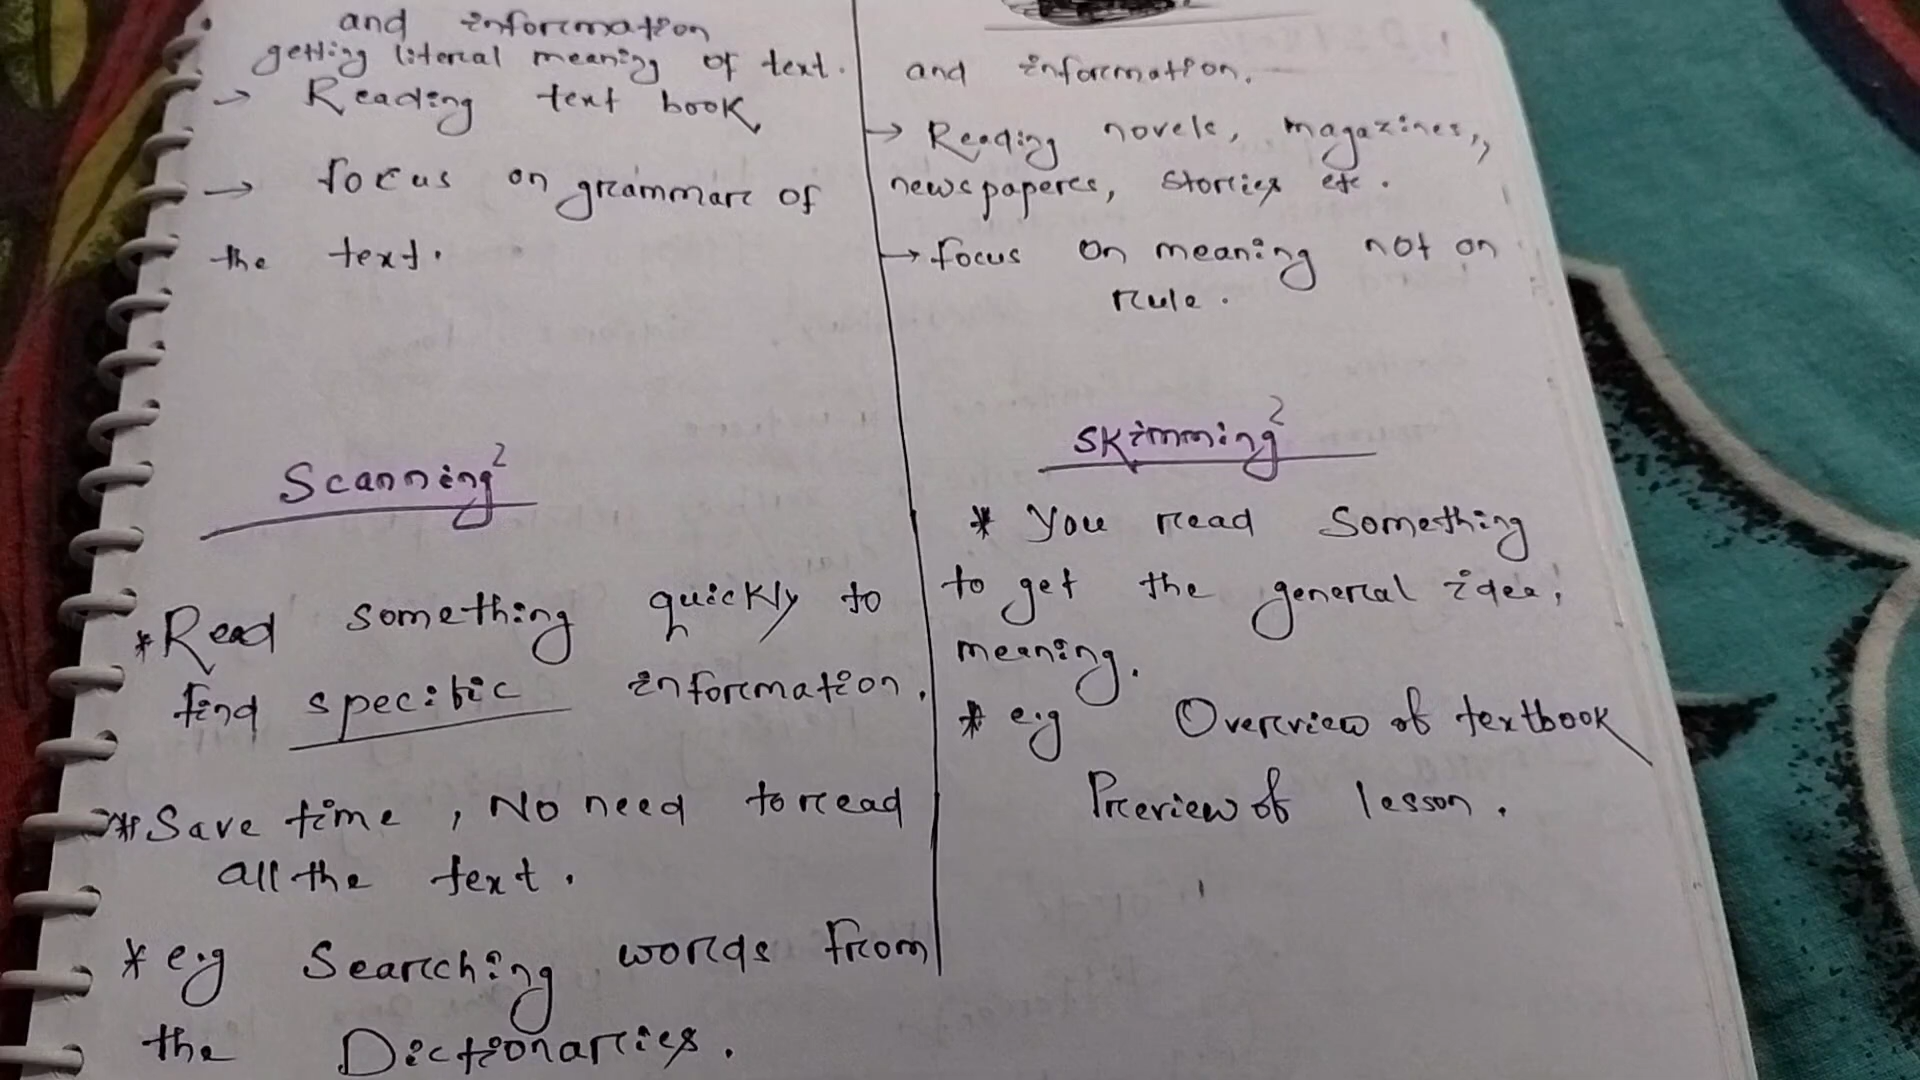 and information
getting literal meaning of text.
→ Reading text book
→ focus on grammar of
the text.
and information.
→ Reading novels, magazines,,
newspapers, stories etc.
→ focus on meaning not on
rule.
Scanning²
* Read something quickly to
find specific information.
* Save time, No need to read
all the text.
* e.g Searching words from
the Dictionaries.
Skimming²
* You read Something
to get the general idea,
meaning.
* e.g Overview of textbook
Preview of lesson.